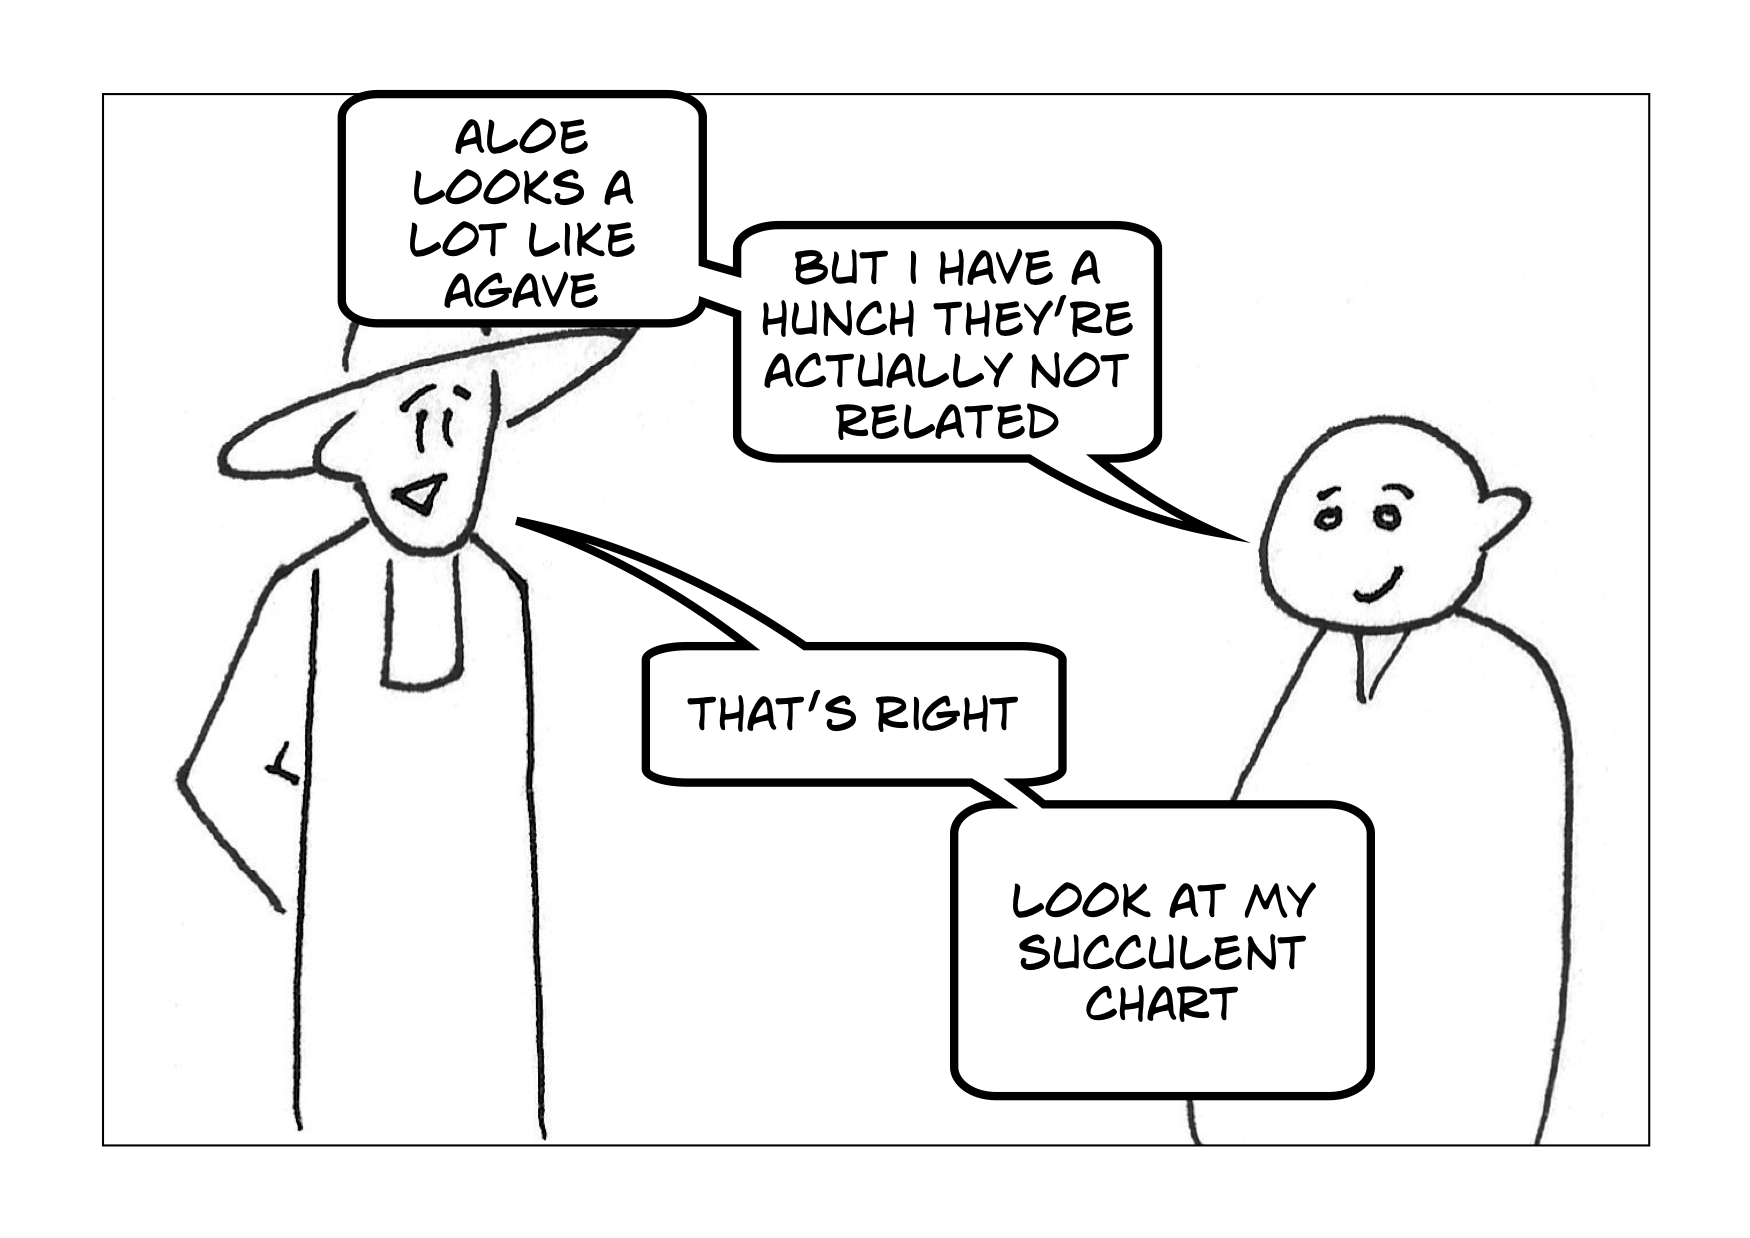 ALOE
LOOKS A
LOT LIKE
AGAVE
BUT I HAVE A
HUNCH THEY'RE
ACTUALLY NOT
RELATED
THAT'S RIGHT
LOOK AT MY
SUCCULENT
CHART